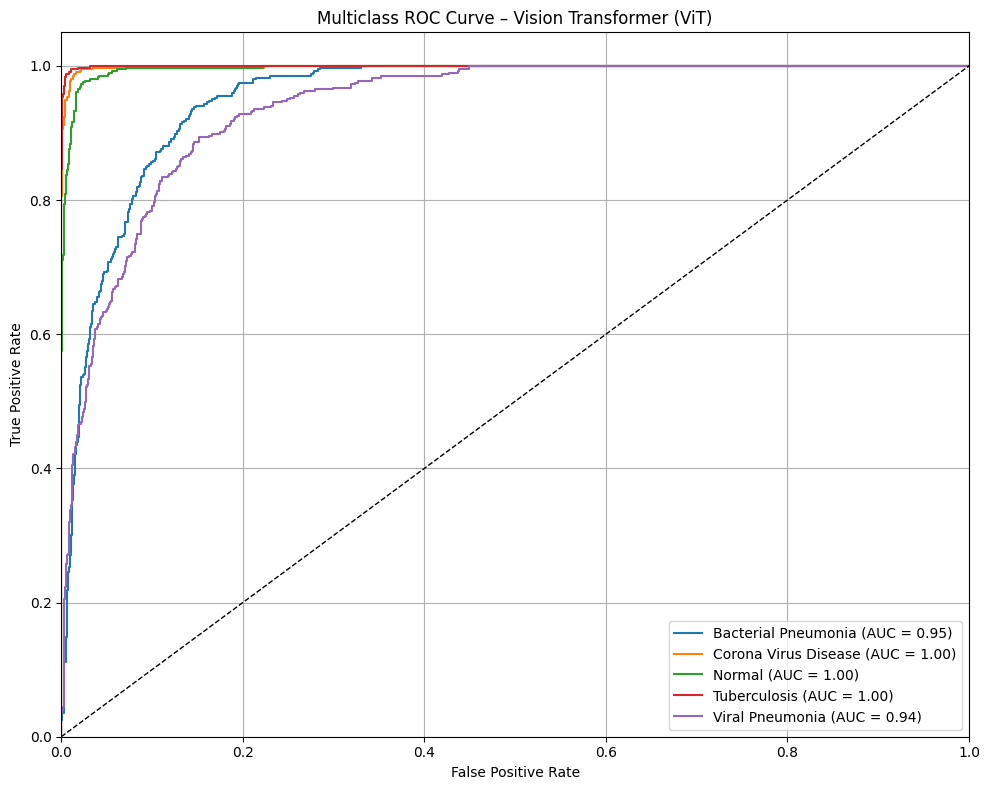 Multiclass ROC Curve – Vision Transformer (ViT)
True Positive Rate
1.0
0.8
0.6
0.4
0.2
0.0
0.0 0.2 0.4 0.6 0.8 1.0
False Positive Rate
Bacterial Pneumonia (AUC = 0.95)
Corona Virus Disease (AUC = 1.00)
Normal (AUC = 1.00)
Tuberculosis (AUC = 1.00)
Viral Pneumonia (AUC = 0.94)